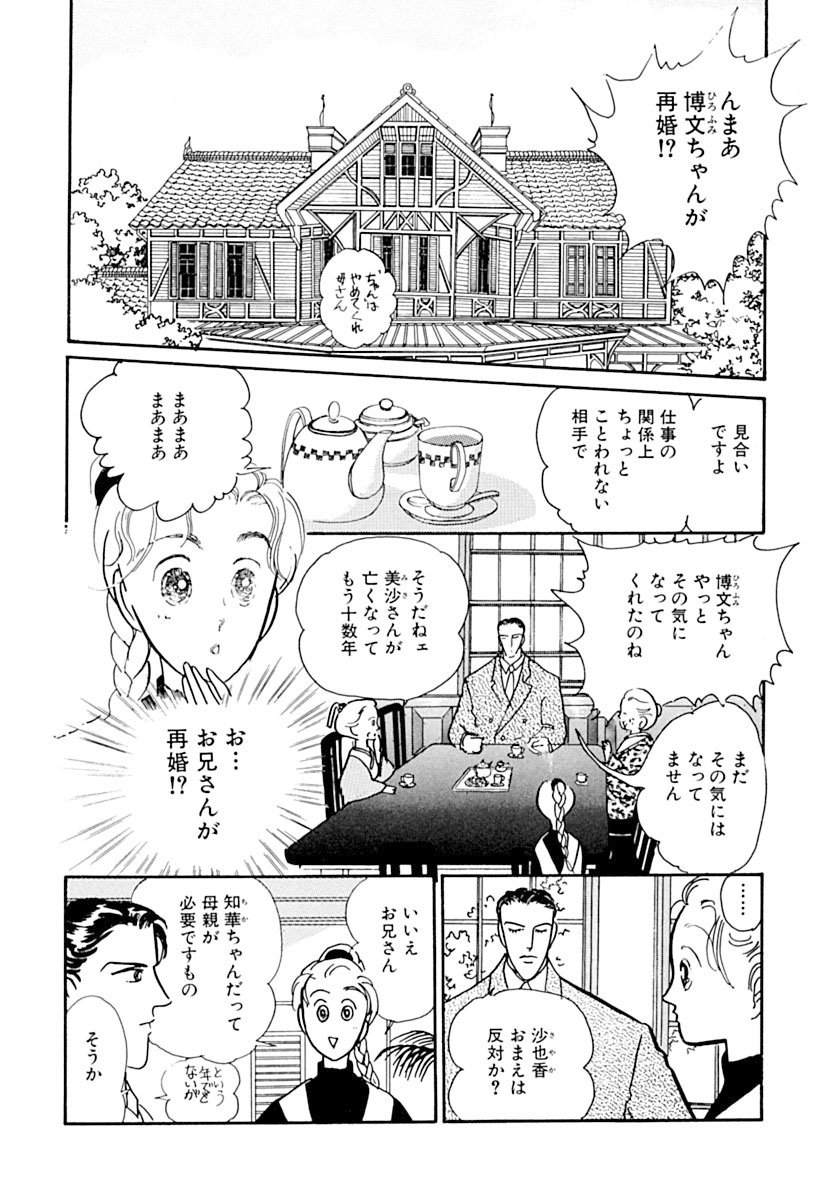 んまあ
博文ちゃんが
再婚!?
ちゃんは
やめてくれ
母さん
見合い
ですよ
仕事の
関係上
ちょっと
ことわれない
相手で
まあまあ
まあまあ
博文ちゃん
やっと
その気に
なって
くれたのね
そうだねェ
美沙さんが
亡くなって
もう十数年
まだ
その気には
なって
ません
お…
お兄さんが
再婚!?
……
沙也香
おまえは
反対か?
いいえ
お兄さん
知華ちゃんだって
母親が
必要ですもの
という
年でも
ないが
そうか